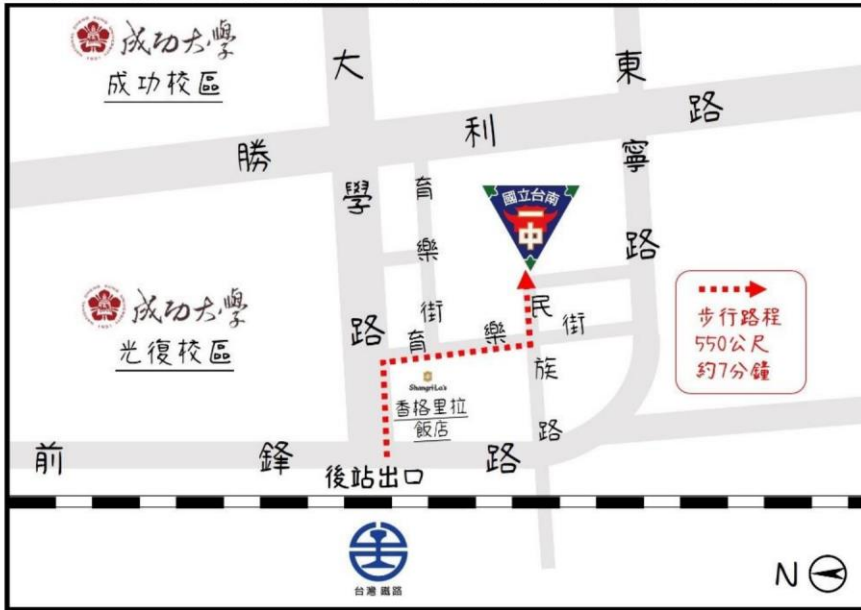 成功大學
成功校區
大學路
東寧路
勝利路
育樂街
國立台南
一中
成功大學
光復校區
育樂街
民族路
步行路程
550公尺
約7分鐘
Shangri-La's
香格里拉
飯店
前鋒路
後站出口
台灣鐵路
N